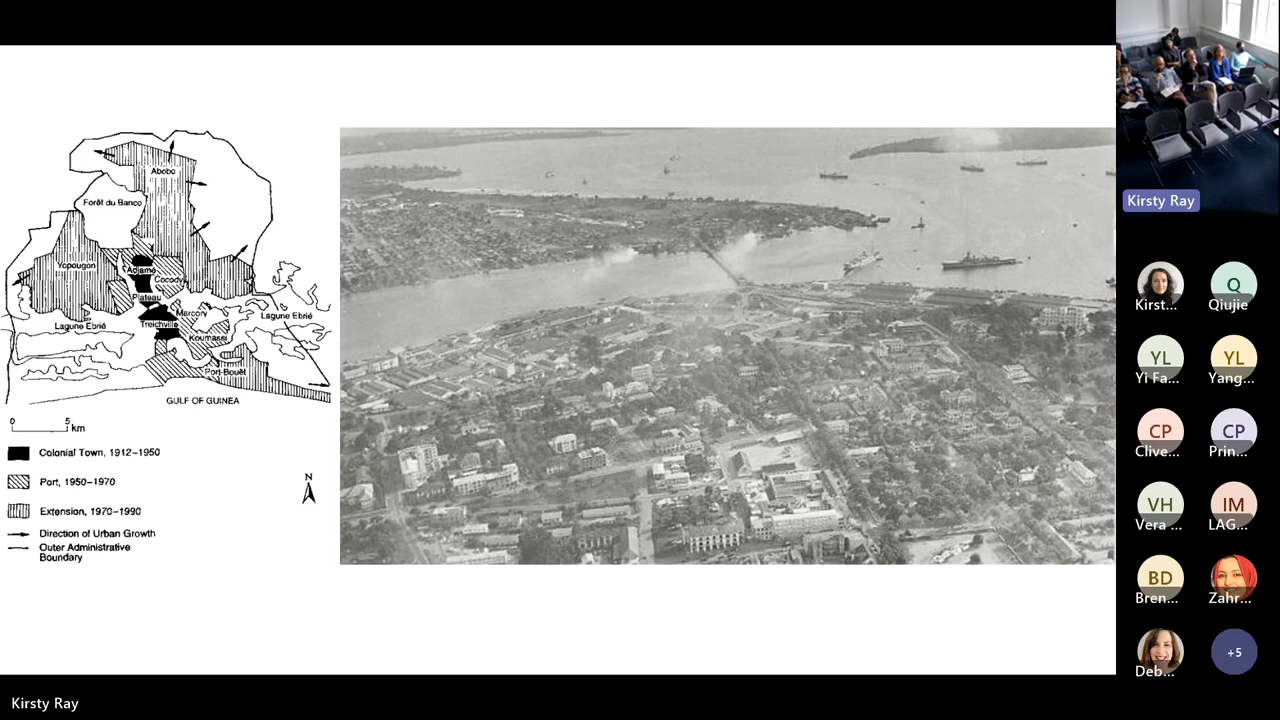 Abobo
Forêt du Banco
Yopougon
Adjamé
Cocody
Plateau
Marcory
Treichville
Lagune Ebrié
Lagune Ebrié
Koumassi
Port-Bouët
GULF OF GUINEA
0 5 km
Colonial Town, 1912–1950
N
Port, 1950–1970
Extension, 1970–1990
Direction of Urban Growth
Outer Administrative
Boundary
Kirsty Ray
Kirst...
Q
Qiujie
YL
Yi Fa...
YL
Yang...
CP
Clive...
CP
Prin...
VH
Vera ...
IM
LAG...
BD
Bren...
Zahr...
Deb...
+5
Kirsty Ray